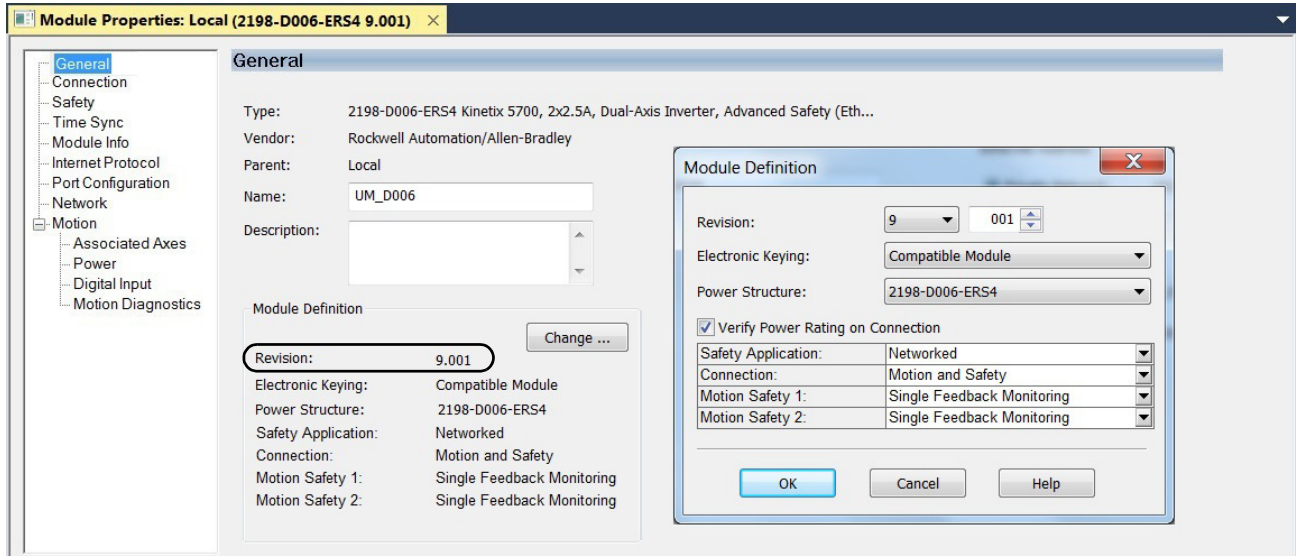 Module Properties: Local (2198-D006-ERS4 9.001) ×
General
Connection
Safety
Time Sync
Module Info
Internet Protocol
Port Configuration
Network
Motion
Associated Axes
Power
Digital Input
Motion Diagnostics
General
Type: 2198-D006-ERS4 Kinetix 5700, 2x2.5A, Dual-Axis Inverter, Advanced Safety (Eth...
Vendor: Rockwell Automation/Allen-Bradley
Parent: Local
Name: UM_D006
Description:
Module Definition
Change ...
Revision: 9.001
Electronic Keying: Compatible Module
Power Structure: 2198-D006-ERS4
Safety Application: Networked
Connection: Motion and Safety
Motion Safety 1: Single Feedback Monitoring
Motion Safety 2: Single Feedback Monitoring
Module Definition
Revision: 9 001
Electronic Keying: Compatible Module
Power Structure: 2198-D006-ERS4
Verify Power Rating on Connection
Safety Application: Networked
Connection: Motion and Safety
Motion Safety 1: Single Feedback Monitoring
Motion Safety 2: Single Feedback Monitoring
OK Cancel Help